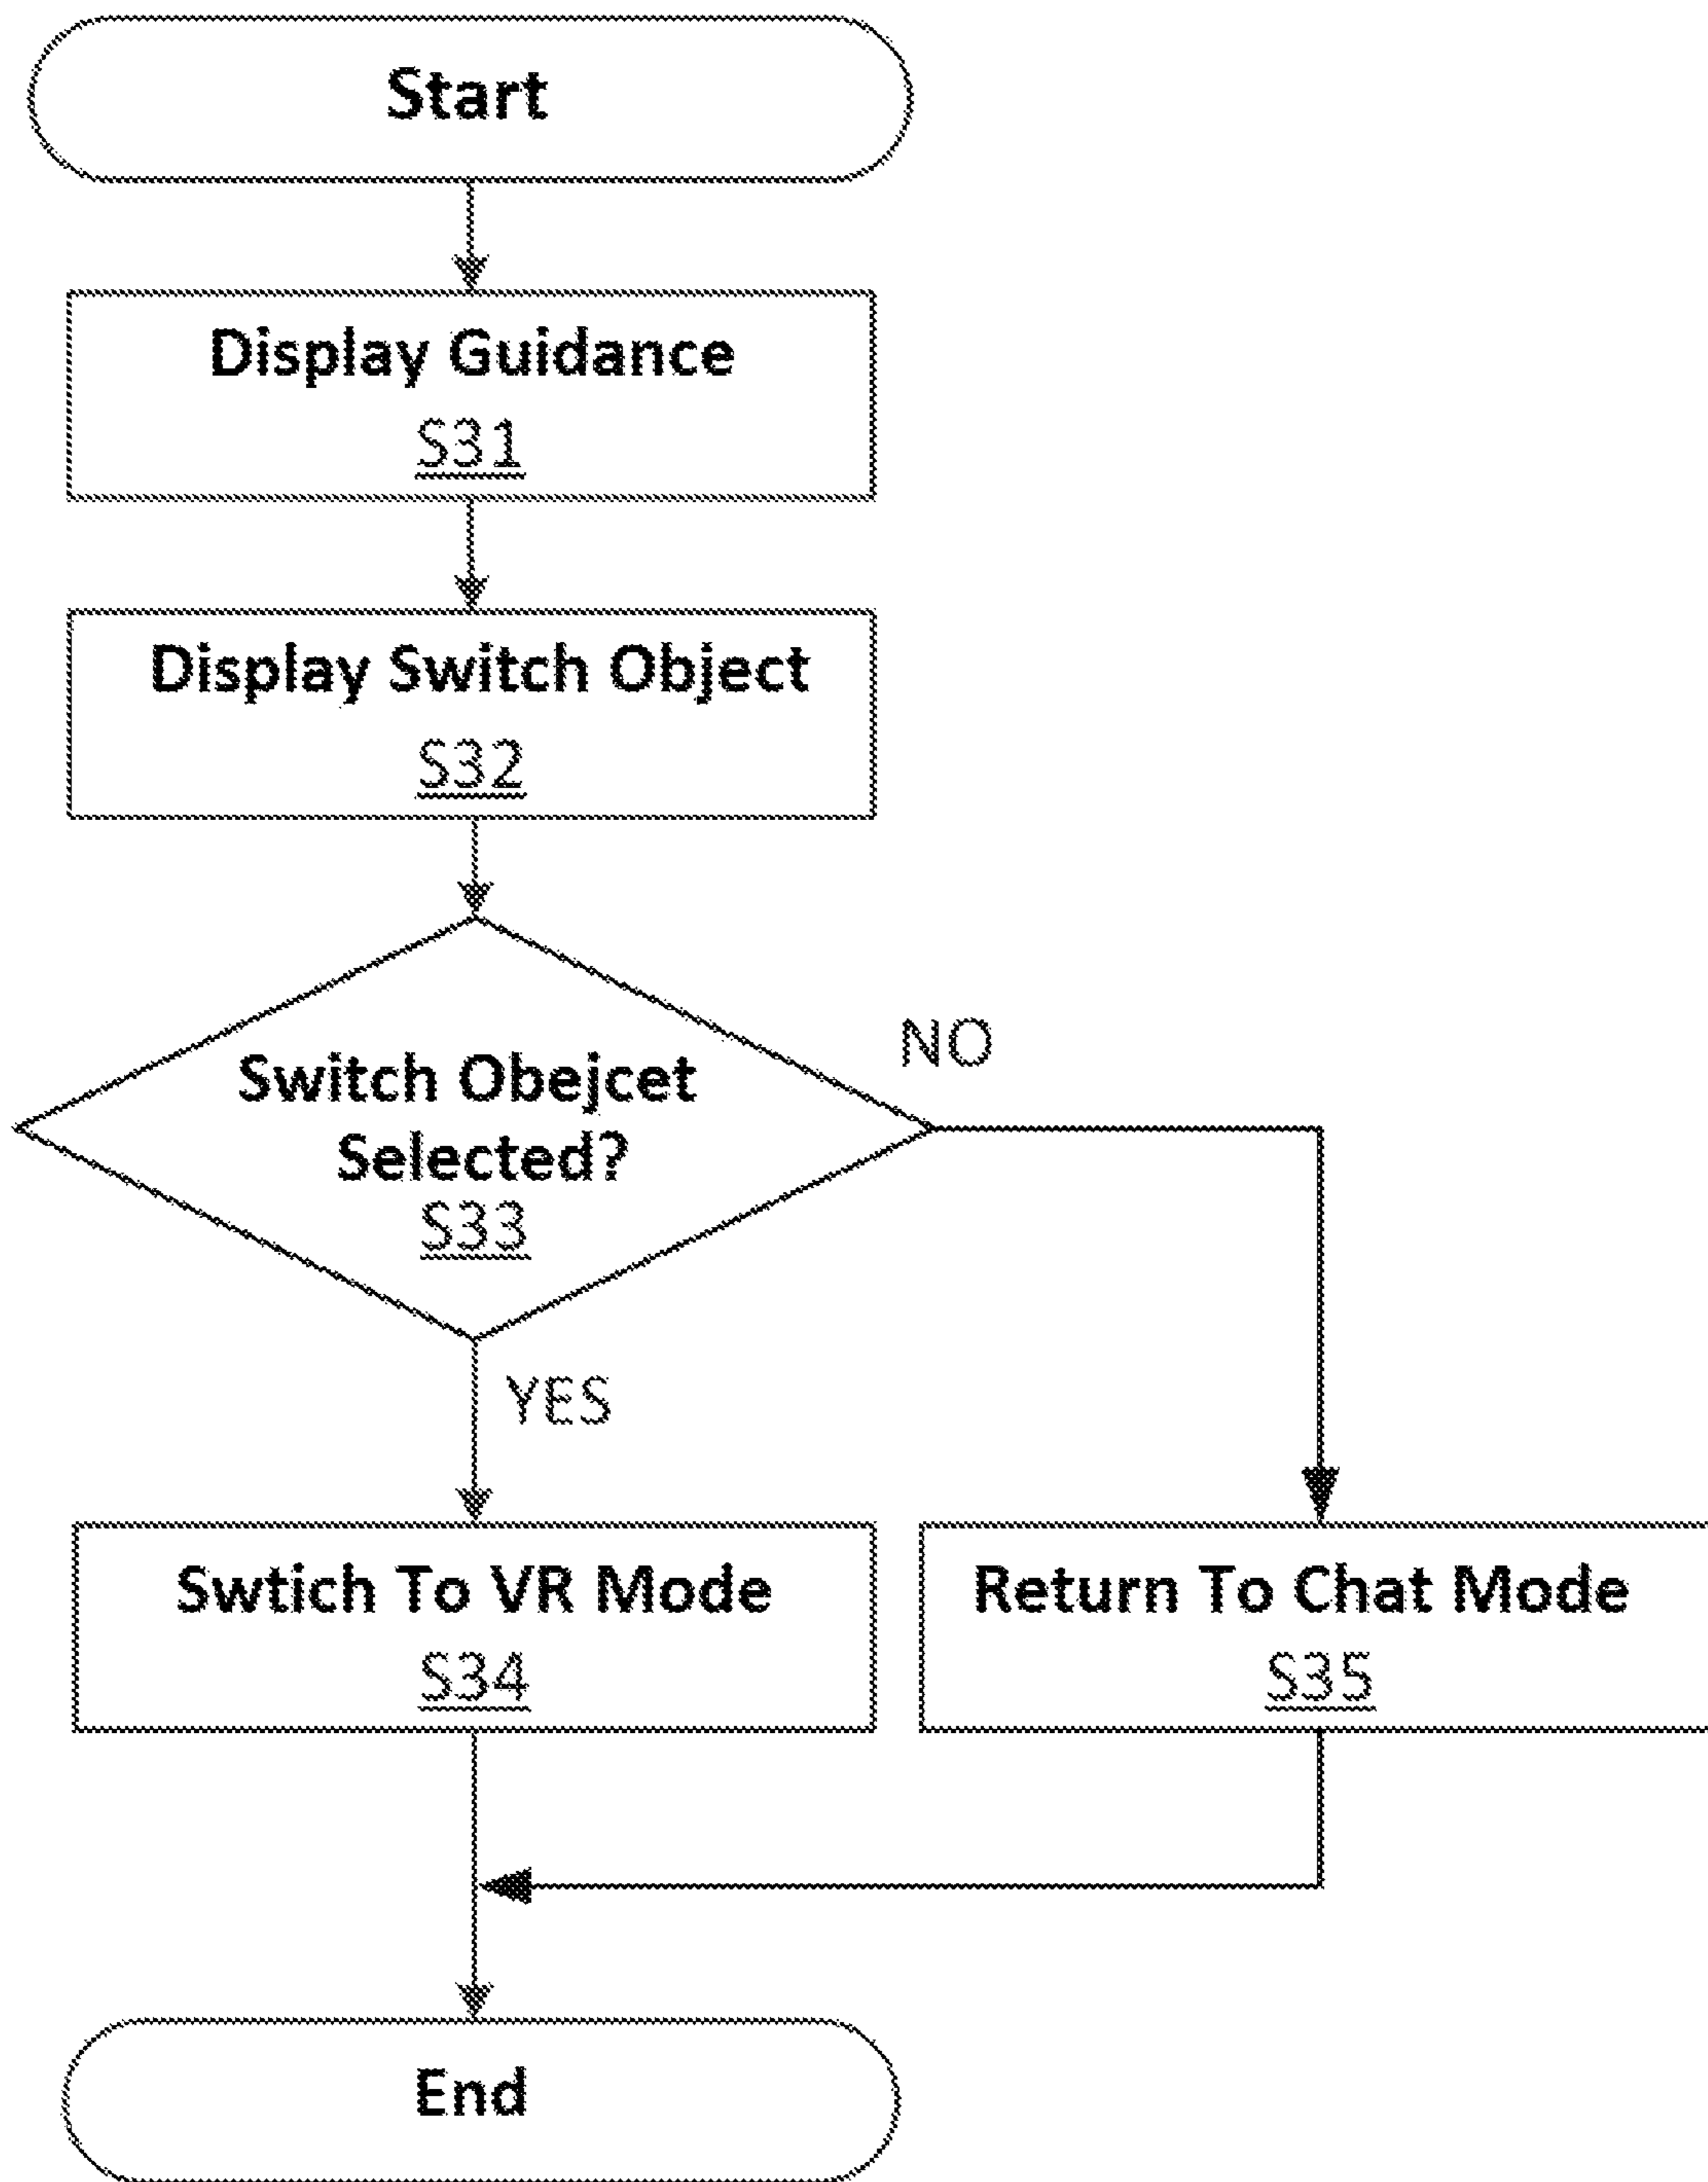 Start
Display Guidance
S31
Display Switch Object
S32
Switch Obejcet
Selected?
S33
NO
YES
Swtich To VR Mode
S34
Return To Chat Mode
S35
End